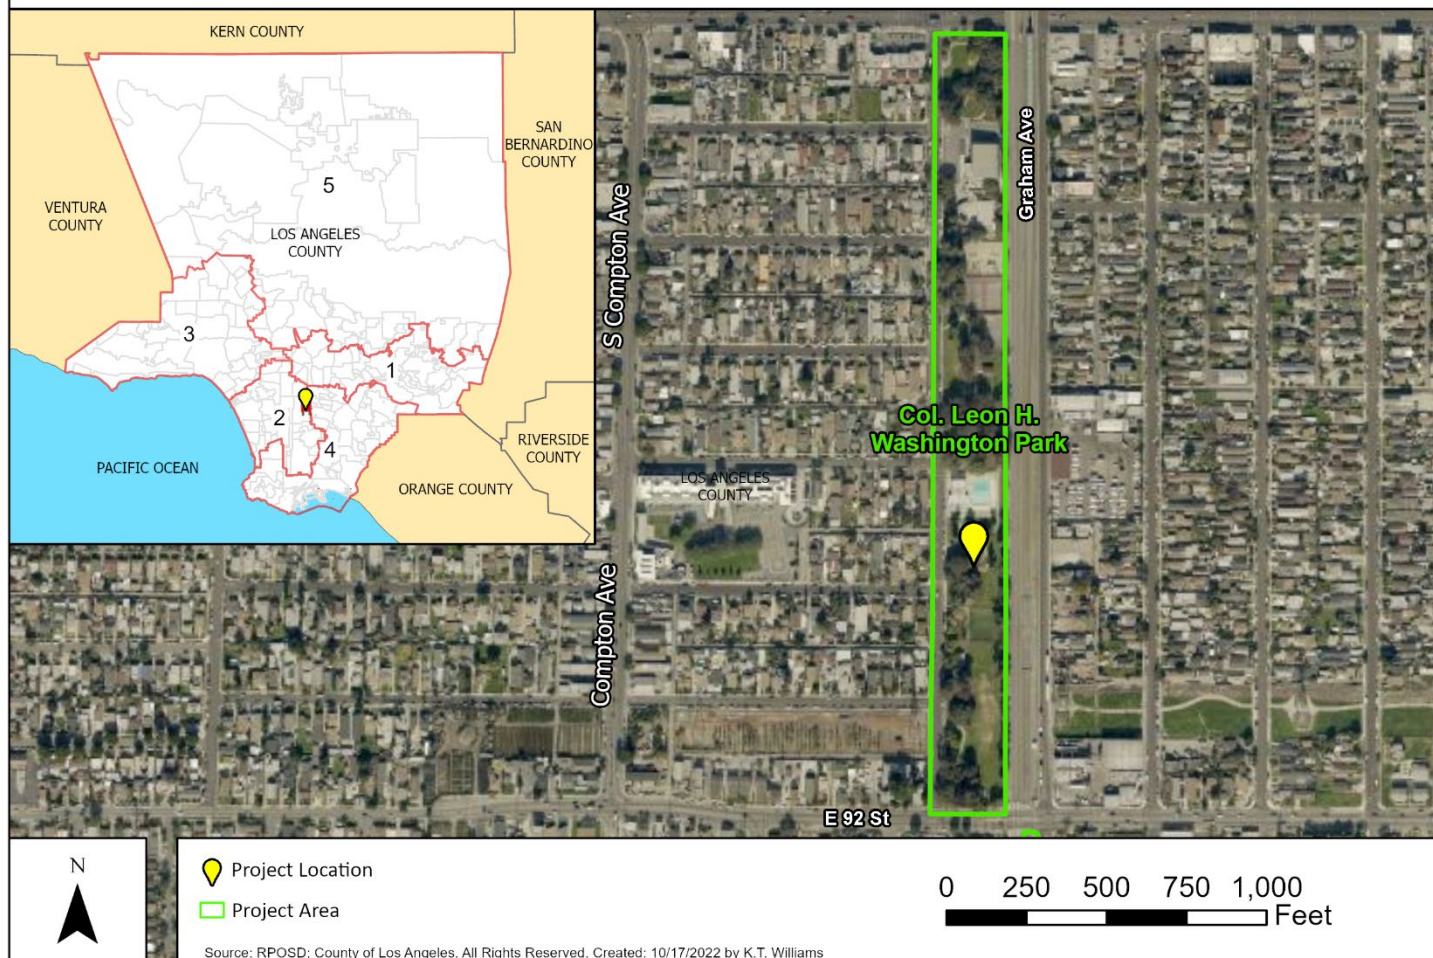 KERN COUNTY
SAN
BERNARDINO
COUNTY
5
VENTURA
COUNTY
LOS ANGELES
COUNTY
3
1
2
4
RIVERSIDE
COUNTY
PACIFIC OCEAN
ORANGE COUNTY
Graham Ave
S Compton Ave
Col. Leon H.
Washington Park
LOS ANGELES
COUNTY
Compton Ave
E 92 St
N
Project Location
Project Area
0 250 500 750 1,000
Feet
Source: RPOSD; County of Los Angeles. All Rights Reserved. Created: 10/17/2022 by K.T. Williams